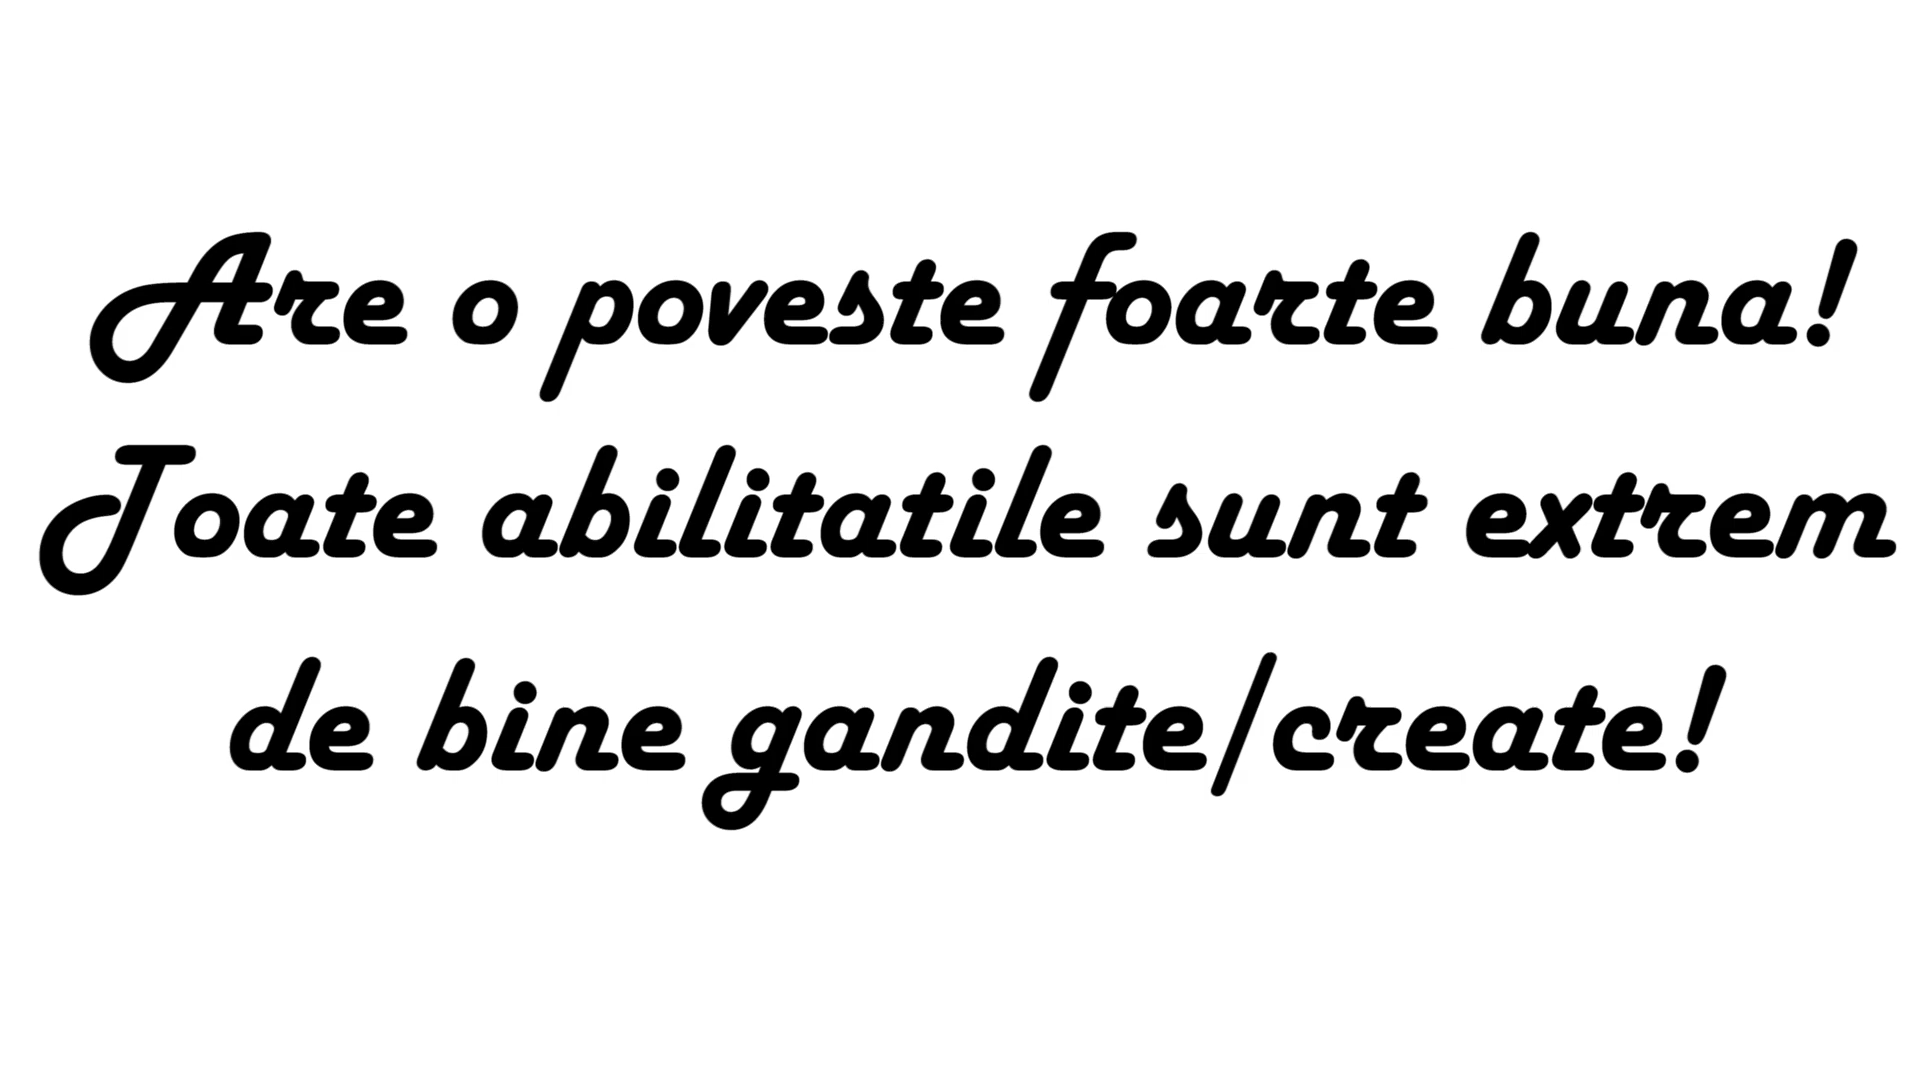 Are o poveste foarte buna!
Toate abilitatile sunt extrem
de bine gandite/create!